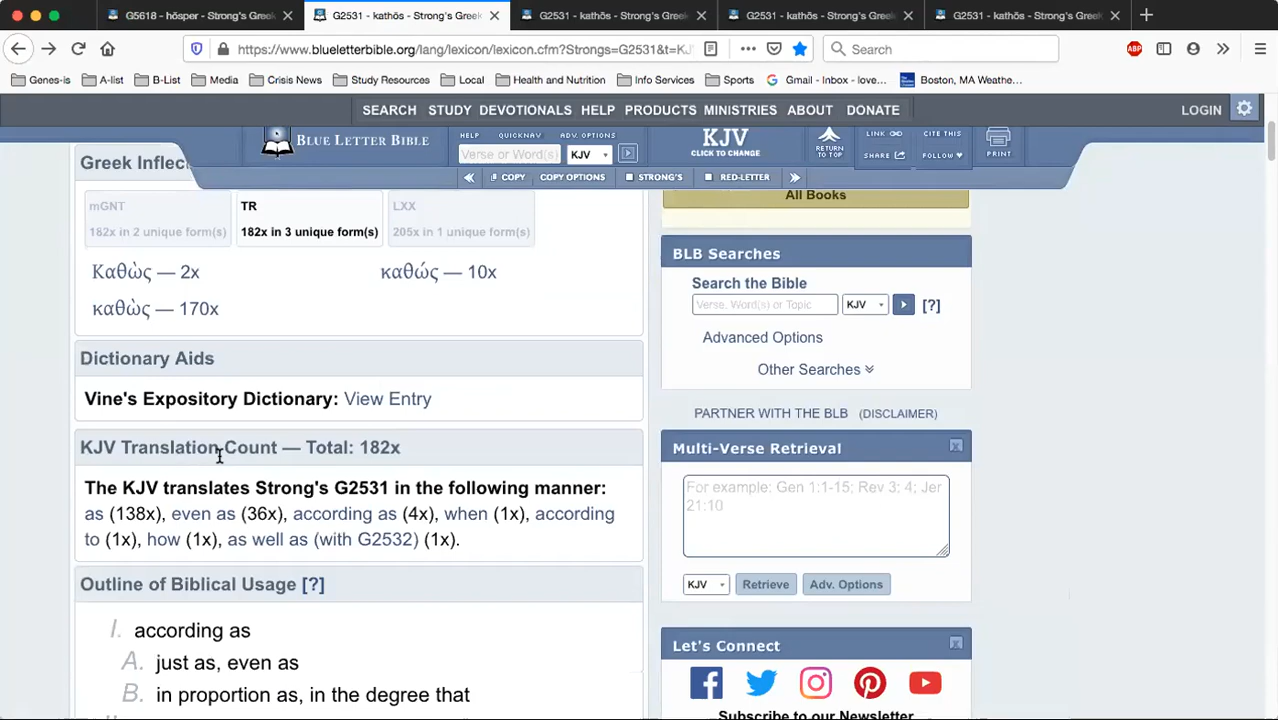 G5618 - hōsper - Strong's Greek
G2531 - kathōs - Strong's Greek
G2531 - kathōs - Strong's Greek
G2531 - kathōs - Strong's Greek
G2531 - kathōs - Strong's Greek
https://www.blueletterbible.org/lang/lexicon/lexicon.cfm?Strongs=G2531&t=KJ
Search
ABP
Genes-is
A-list
B-List
Media
Crisis News
Study Resources
Local
Health and Nutrition
Info Services
Sports
Gmail - Inbox - love...
Boston, MA Weathe...
SEARCH STUDY DEVOTIONALS HELP PRODUCTS MINISTRIES ABOUT DONATE
LOGIN
BLUE LETTER BIBLE
HELP QUICKNAV ADV. OPTIONS
Verse or Word(s) KJV
KJV
CLICK TO CHANGE
RETURN
TO TOP
LINK
CITE THIS
SHARE
FOLLOW
PRINT
COPY COPY OPTIONS STRONG'S RED-LETTER
Greek Inflec
mGNT
182x in 2 unique form(s)
TR
182x in 3 unique form(s)
LXX
205x in 1 unique form(s)
Καθὼς — 2x
καθώς — 10x
καθὼς — 170x
Dictionary Aids
Vine's Expository Dictionary: View Entry
KJV Translation Count — Total: 182x
The KJV translates Strong's G2531 in the following manner:
as (138x), even as (36x), according as (4x), when (1x), according
to (1x), how (1x), as well as (with G2532) (1x).
Outline of Biblical Usage [?]
I. according as
A. just as, even as
B. in proportion as, in the degree that
All Books
BLB Searches
Search the Bible
Verse, Word(s) or Topic KJV [?]
Advanced Options
Other Searches
PARTNER WITH THE BLB (DISCLAIMER)
Multi-Verse Retrieval
For example: Gen 1:1-15; Rev 3; 4; Jer
21:10
KJV Retrieve Adv. Options
Let's Connect
Subscribe to our Newsletter